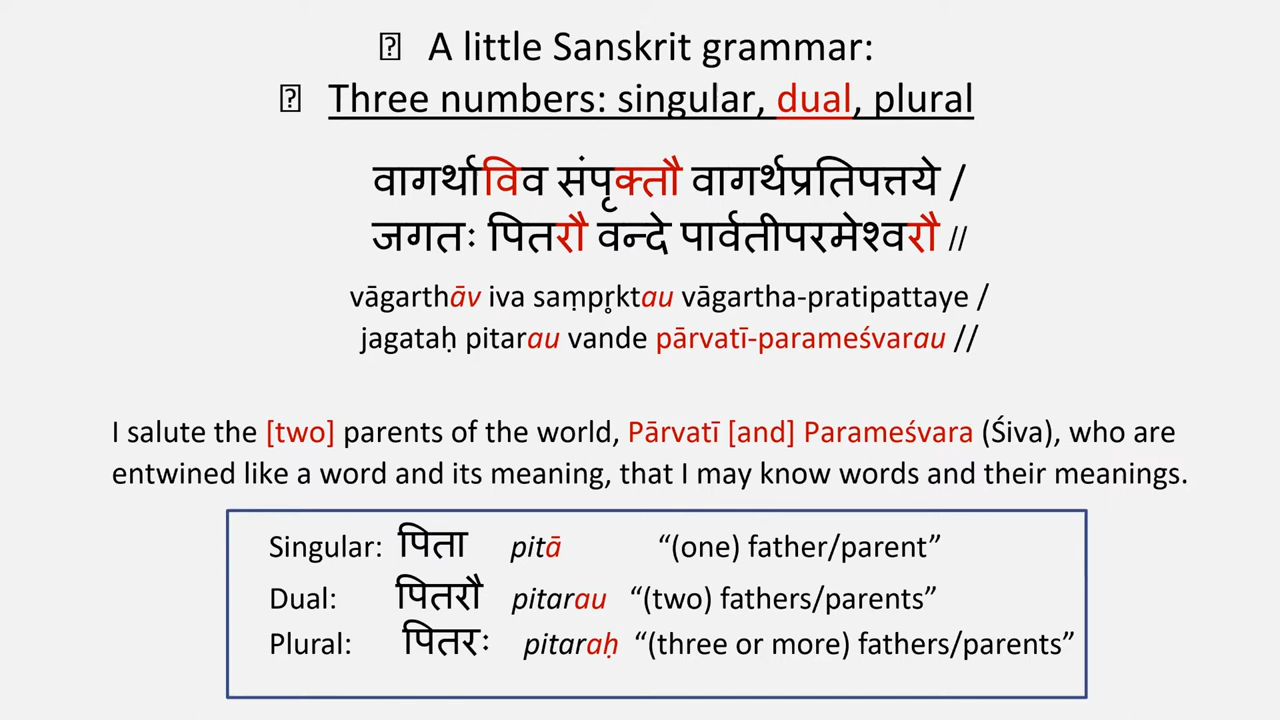 A little Sanskrit grammar:
Three numbers: singular, dual, plural
वागर्थाविव संपृक्तौ वागर्थप्रतिपत्तये /
जगतः पितरौ वन्दे पार्वतीपरमेश्वरौ //
vāgarthāv iva saṃpr̥ktau vāgartha-pratipattaye /
jagataḥ pitarau vande pārvatī-parameśvarau //
I salute the [two] parents of the world, Pārvatī [and] Parameśvara (Śiva), who are
entwined like a word and its meaning, that I may know words and their meanings.
Singular: पिता pitā “(one) father/parent”
Dual: पितरौ pitarau “(two) fathers/parents”
Plural: पितरः pitaraḥ “(three or more) fathers/parents”